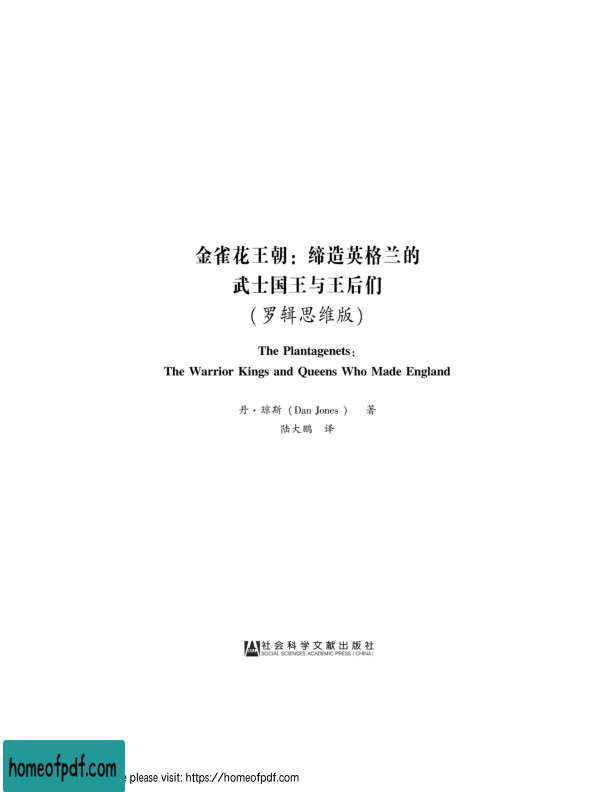 金雀花王朝：缔造英格兰的
武士国王与王后们
（罗辑思维版）
The Plantagenets:
The Warrior Kings and Queens Who Made England
丹·琼斯（Dan Jones） 著
陆大鹏 译
社会科学文献出版社
SOCIAL SCIENCES ACADEMIC PRESS (CHINA)
homeofpdf.com
please visit: https://homeofpdf.com